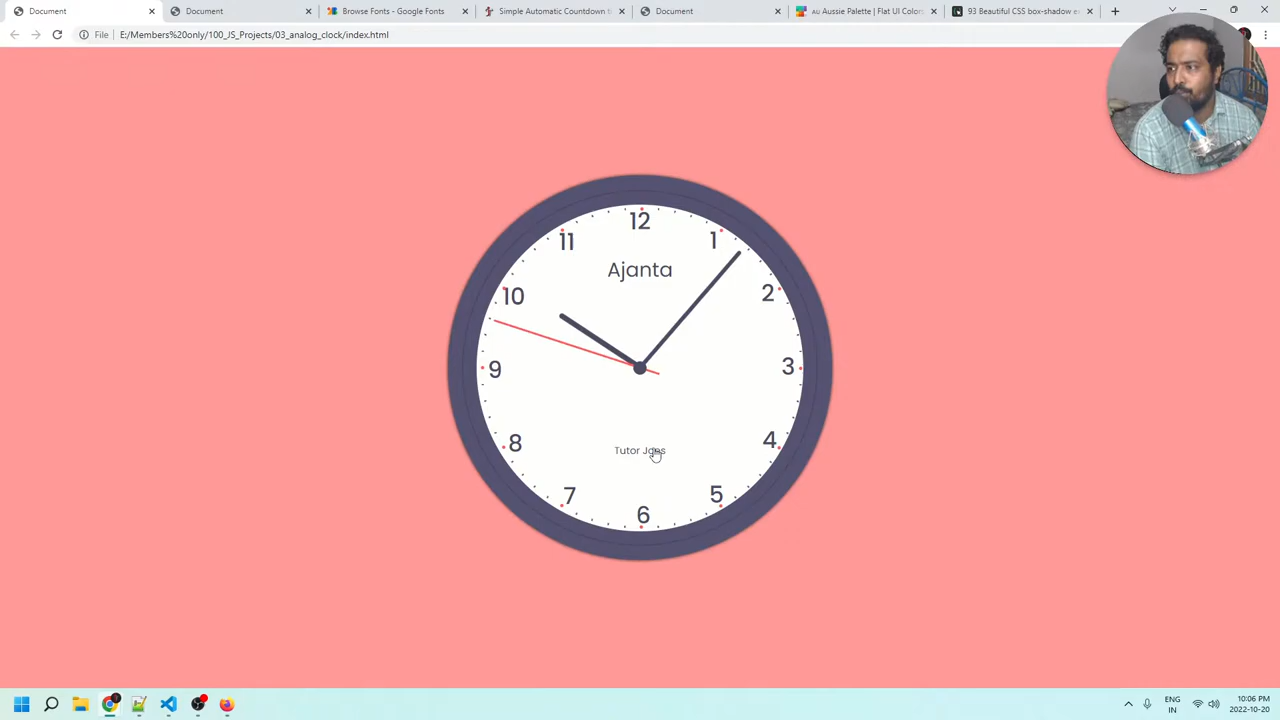 Document
Document
Browse Fonts - Google Fonts
Simple Automatic Countdown ti
Document
AU Aussie Palette | Flat UI Colors
93 Beautiful CSS box-shadow ex
File
E:/Members%20only/100_JS_Projects/03_analog_clock/index.html
12
11
1
Ajanta
10
2
9
3
Tutor Joes
8
4
7
5
6
ENG
IN
10:06 PM
2022-10-20